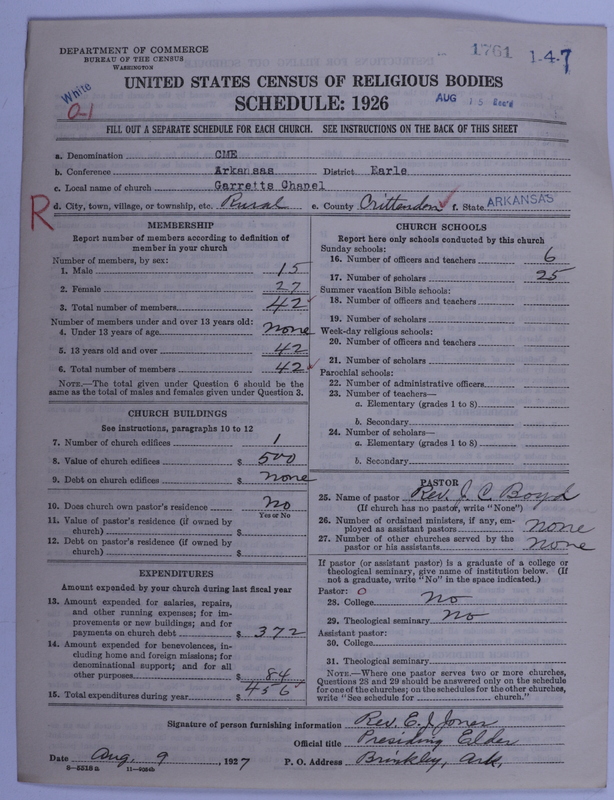 DEPARTMENT OF COMMERCE
BUREAU OF THE CENSUS
WASHINGTON
1761 1-4-7
White
0-1
UNITED STATES CENSUS OF RELIGIOUS BODIES
SCHEDULE: 1926
AUG 15 Rec'd
FILL OUT A SEPARATE SCHEDULE FOR EACH CHURCH. SEE INSTRUCTIONS ON THE BACK OF THIS SHEET
a. Denomination CME
b. Conference Arkansas District Earle
c. Local name of church Garretts Chapel
R
d. City, town, village, or township, etc. Rural e. County Crittenden f. State ARKANSAS
MEMBERSHIP
Report number of members according to definition of
member in your church
Number of members, by sex:
1. Male 15
2. Female 27
3. Total number of members 42
Number of members under and over 13 years old:
4. Under 13 years of age none
5. 13 years old and over 42
6. Total number of members 42
NOTE.—The total given under Question 6 should be
same as the total of males and females given under Question 3.
CHURCH BUILDINGS
See instructions, paragraphs 10 to 12
7. Number of church edifices 1
8. Value of church edifices $ 500
9. Debt on church edifices $ none
10. Does church own pastor's residence No
Yes or No
11. Value of pastor's residence (if owned by
church) $
12. Debt on pastor's residence (if owned by
church) $
EXPENDITURES
Amount expended by your church during last fiscal year
13. Amount expended for salaries, repairs,
and other running expenses; for im-
provements or new buildings; and for
payments on church debt $ 372
14. Amount expended for benevolences, in-
cluding home and foreign missions; for
denominational support; and for all
other purposes $ 84
15. Total expenditures during year $ 456
CHURCH SCHOOLS
Report here only schools conducted by this church
Sunday schools:
16. Number of officers and teachers 6
17. Number of scholars 25
Summer vacation Bible schools:
18. Number of officers and teachers
19. Number of scholars
Week-day religious schools:
20. Number of officers and teachers
21. Number of scholars
Parochial schools:
22. Number of administrative officers
23. Number of teachers—
a. Elementary (grades 1 to 8)
b. Secondary
24. Number of scholars—
a. Elementary (grades 1 to 8)
b. Secondary
PASTOR
25. Name of pastor Rev. J. C. Boyd
(If church has no pastor, write "None")
26. Number of ordained ministers, if any, em-
ployed as assistant pastors none
27. Number of other churches served by the
pastor or his assistants none
If pastor (or assistant pastor) is a graduate of a college or
theological seminary, give name of institution below. (If
not a graduate, write "No" in the space indicated.)
Pastor: 0
28. College No
29. Theological seminary No
Assistant pastor:
30. College
31. Theological seminary
NOTE.—Where one pastor serves two or more churches,
Questions 28 and 29 should be answered only on the schedule
for one of the churches; on the schedules for the other churches,
write "See schedule for church."
Signature of person furnishing information Rev. E. J. Jones
Official title Presiding Elder
Date Aug. 9, 1927 P. O. Address Brinkley, Ark.